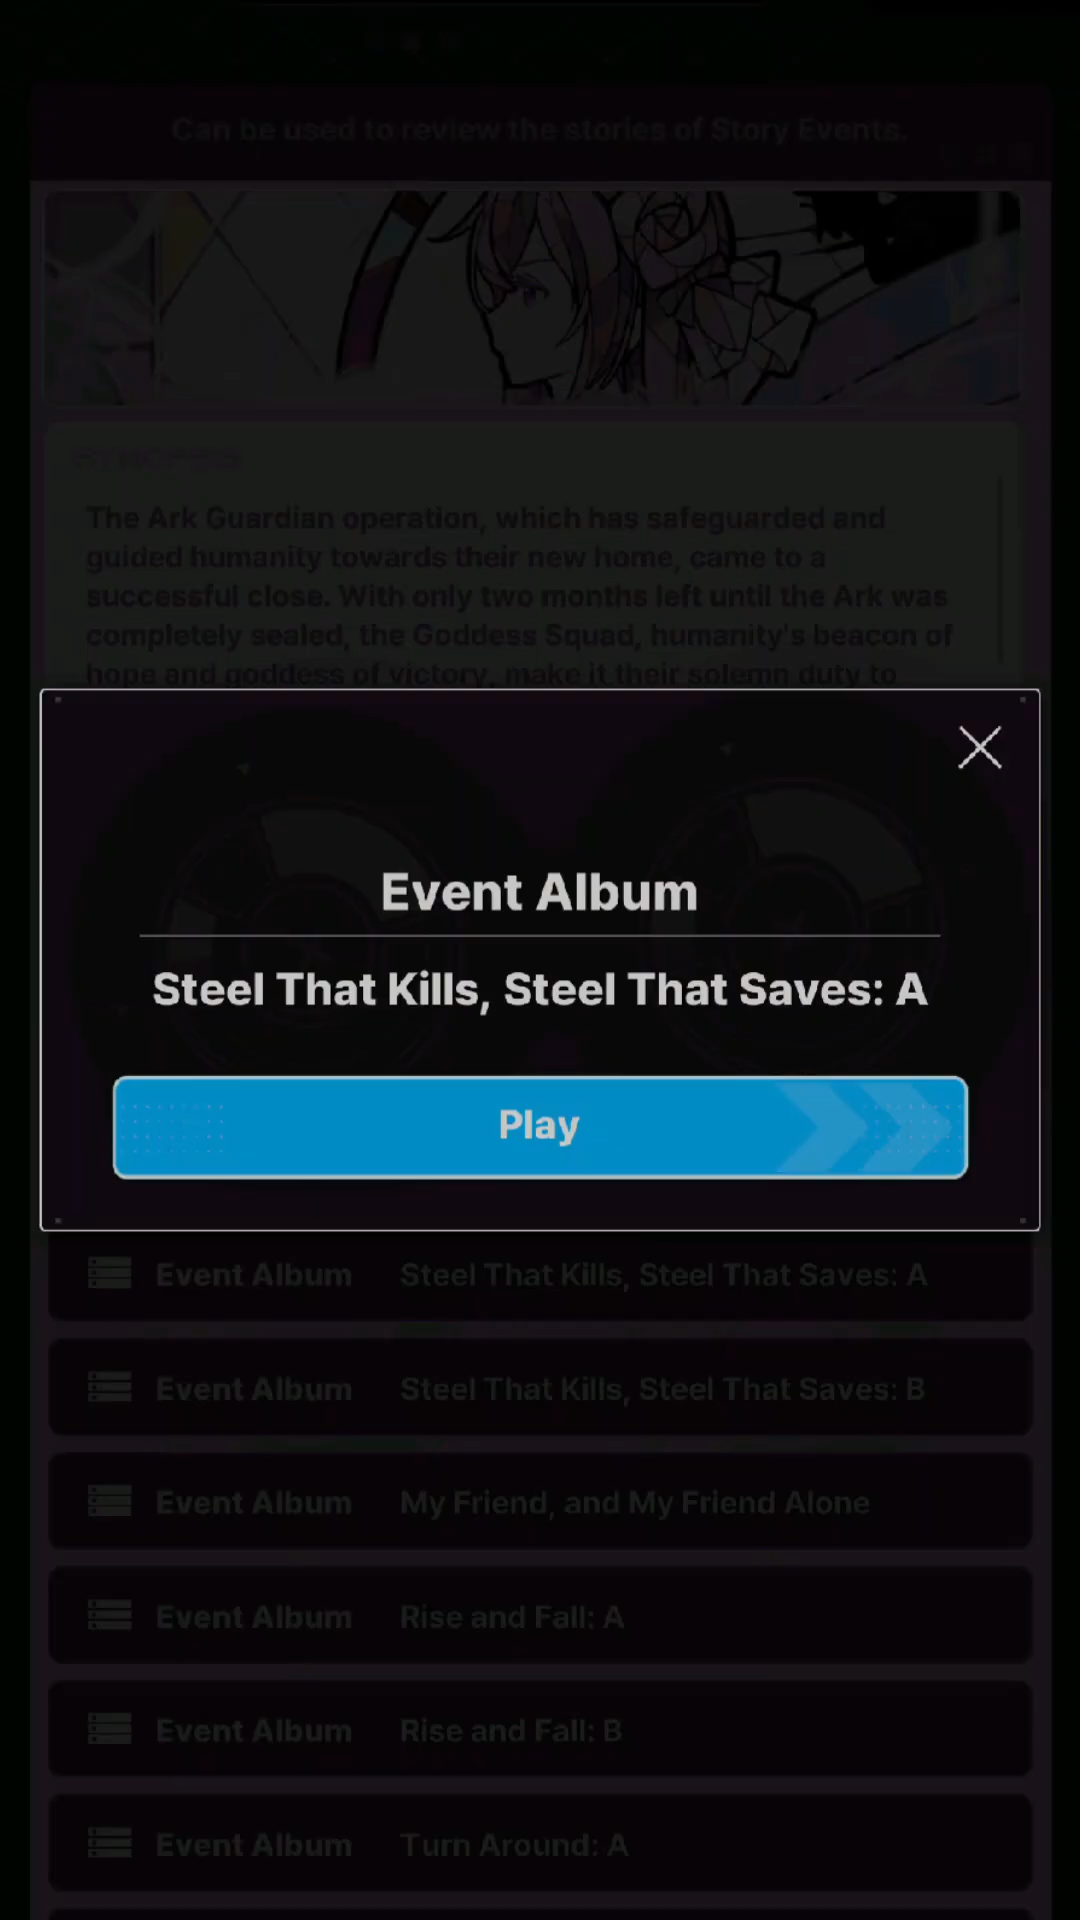 Can be used to review the stories of Story Events.
SYNOPSIS
The Ark Guardian operation, which has safeguarded and
guided humanity towards their new home, came to a
successful close. With only two months left until the Ark was
completely sealed, the Goddess Squad, humanity's beacon of
hope and goddess of victory, make it their solemn duty to
Event Album
Steel That Kills, Steel That Saves: A
Play
Event Album Steel That Kills, Steel That Saves: A
Event Album Steel That Kills, Steel That Saves: B
Event Album My Friend, and My Friend Alone
Event Album Rise and Fall: A
Event Album Rise and Fall: B
Event Album Turn Around: A